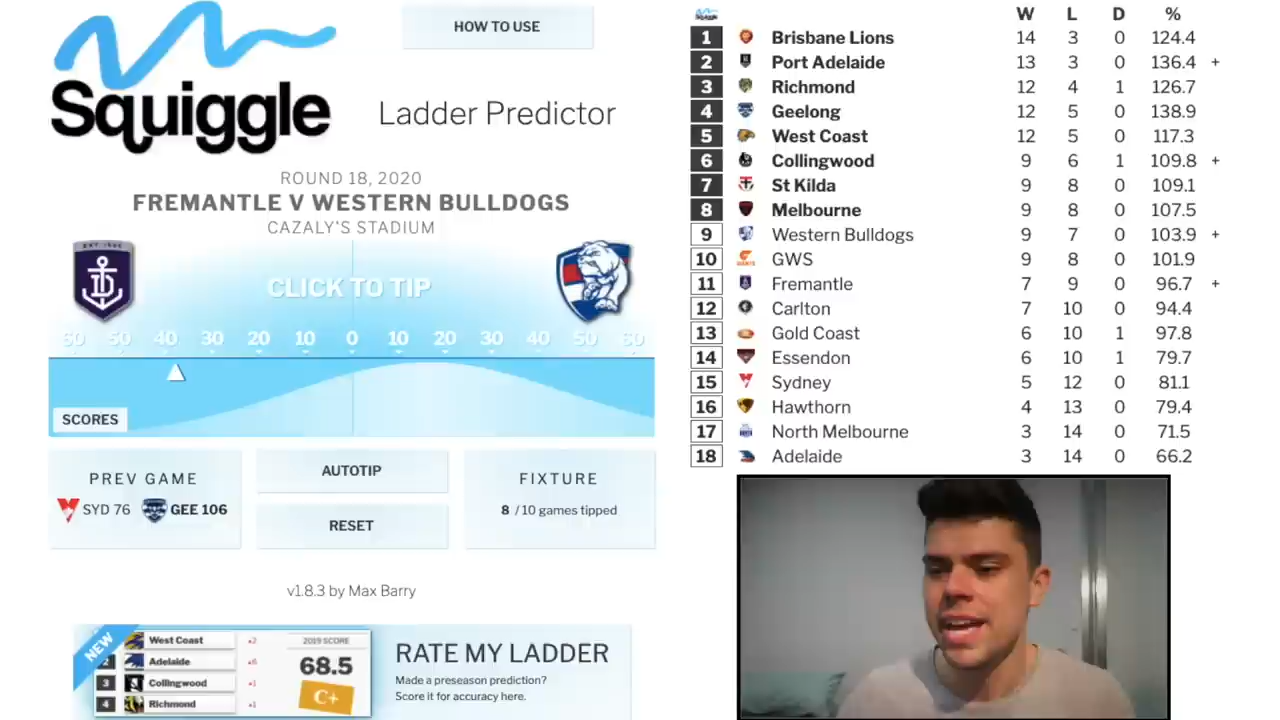 Squiggle
HOW TO USE
Ladder Predictor
ROUND 18, 2020
FREMANTLE V WESTERN BULLDOGS
CAZALY'S STADIUM
CLICK TO TIP
60 50 40 30 20 10 0 10 20 30 40 50 60
SCORES
PREV GAME
SYD 76 GEE 106
AUTOTIP
RESET
FIXTURE
8 /10 games tipped
v1.8.3 by Max Barry
NEW
West Coast
2 Adelaide
3 Collingwood
4 Richmond
2019 SCORE
68.5
C+
RATE MY LADDER
Made a preseason prediction?
Score it for accuracy here.
Squiggle W L D %
1 Brisbane Lions 14 3 0 124.4
2 Port Adelaide 13 3 0 136.4 +
3 Richmond 12 4 1 126.7
4 Geelong 12 5 0 138.9
5 West Coast 12 5 0 117.3
6 Collingwood 9 6 1 109.8 +
7 St Kilda 9 8 0 109.1
8 Melbourne 9 8 0 107.5
9 Western Bulldogs 9 7 0 103.9 +
10 GWS 9 8 0 101.9
11 Fremantle 7 9 0 96.7 +
12 Carlton 7 10 0 94.4
13 Gold Coast 6 10 1 97.8
14 Essendon 6 10 1 79.7
15 Sydney 5 12 0 81.1
16 Hawthorn 4 13 0 79.4
17 North Melbourne 3 14 0 71.5
18 Adelaide 3 14 0 66.2